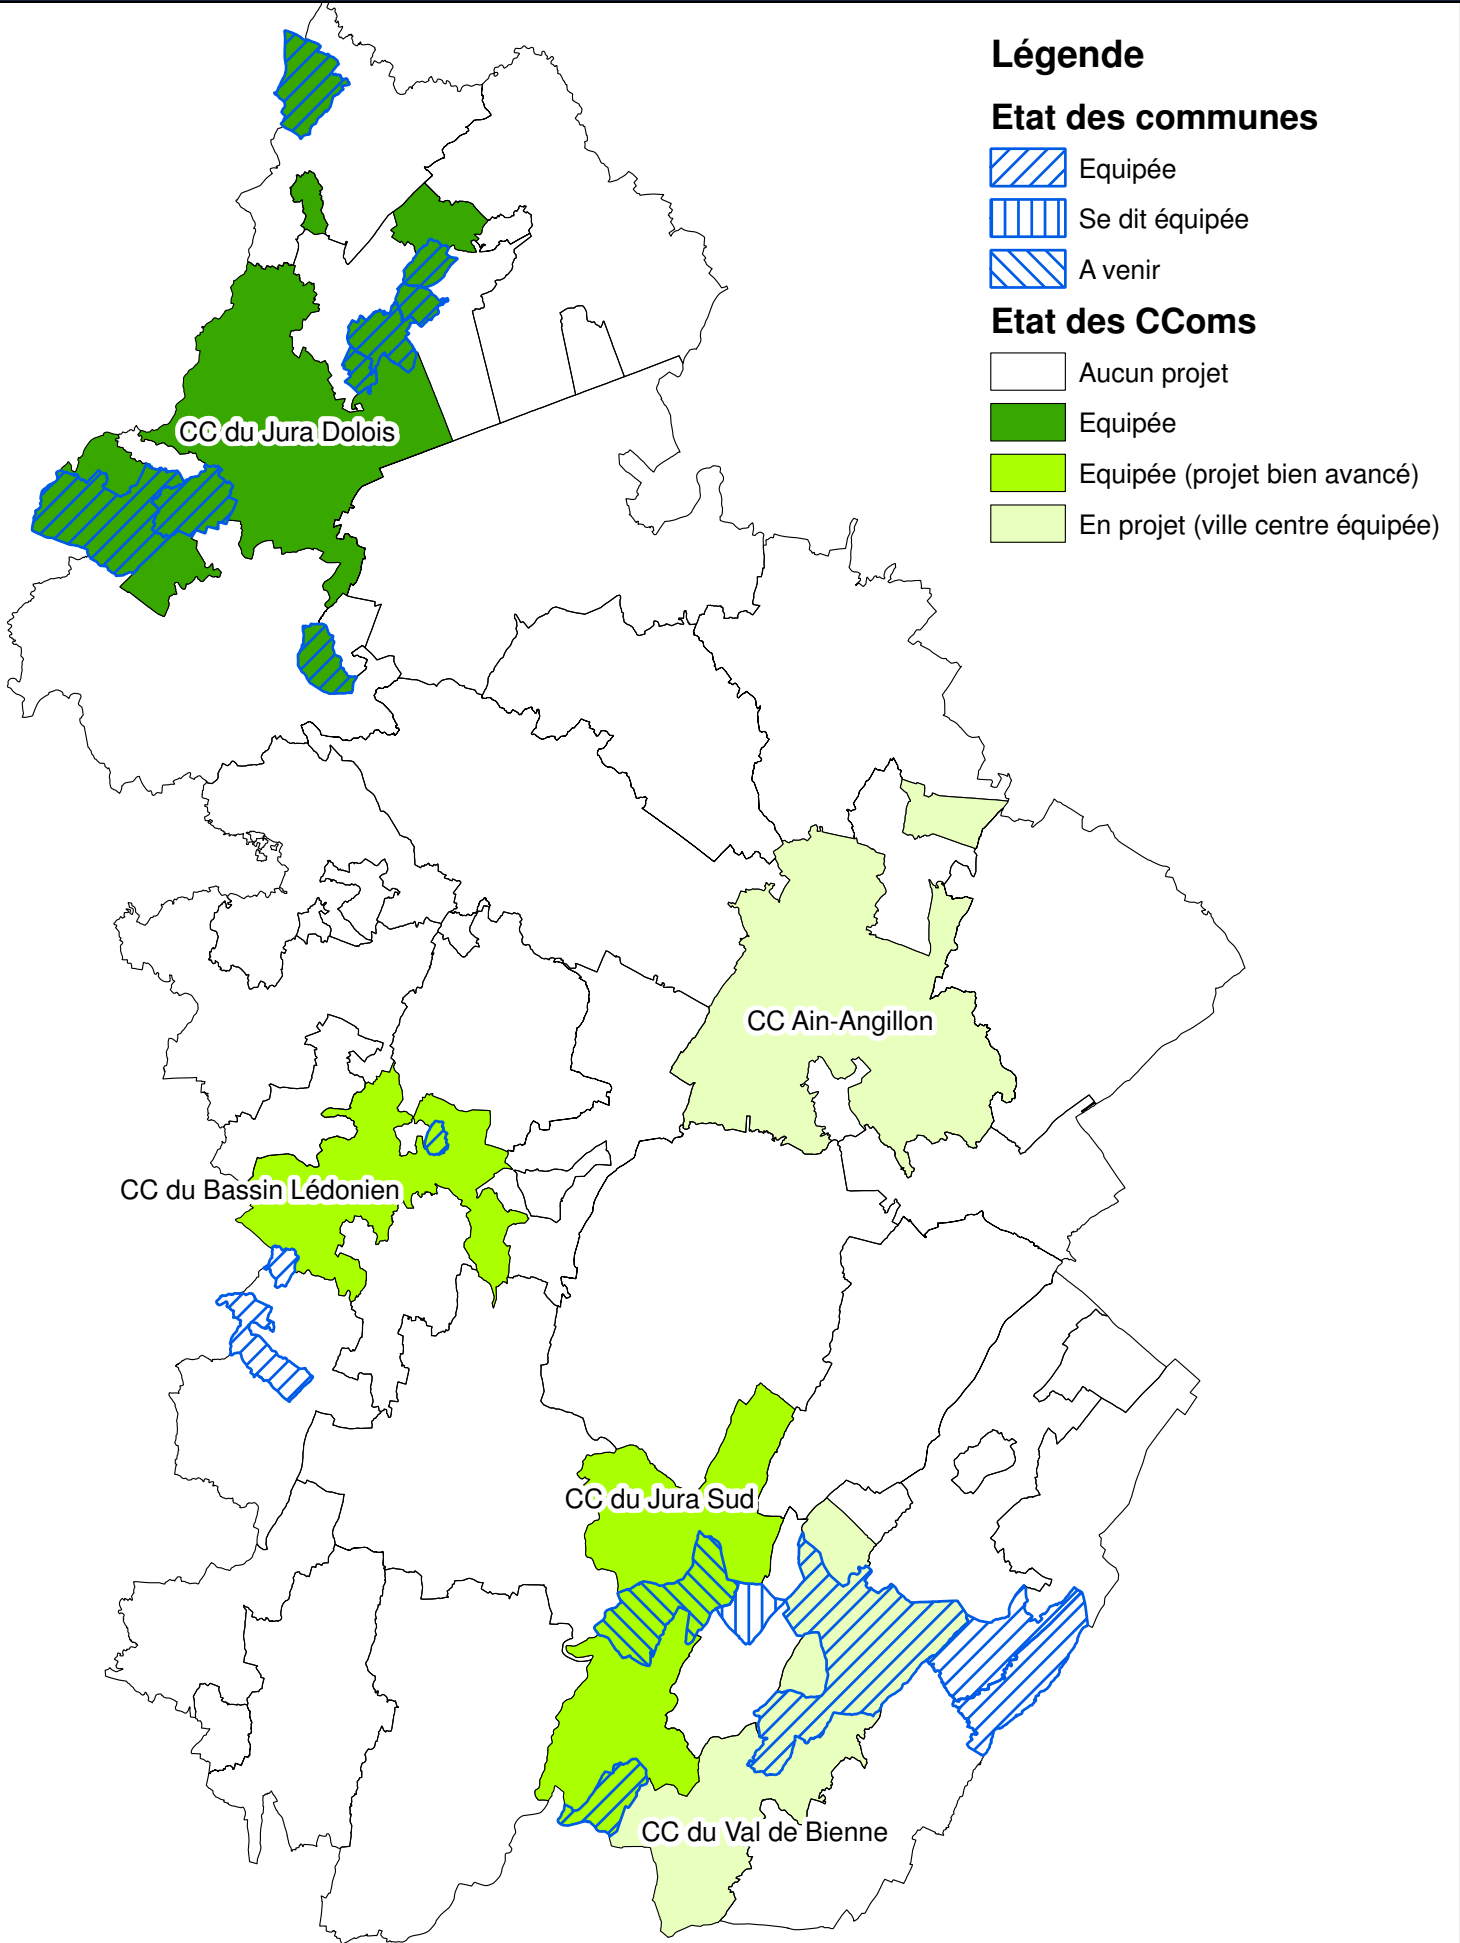 Légende
Etat des communes
Equipée
Se dit équipée
A venir
Etat des CComs
Aucun projet
Equipée
Equipée (projet bien avancé)
En projet (ville centre équipée)
CC du Jura Dolois
CC Ain-Angillon
CC du Bassin Lédonien
CC du Jura Sud
CC du Val de Bienne